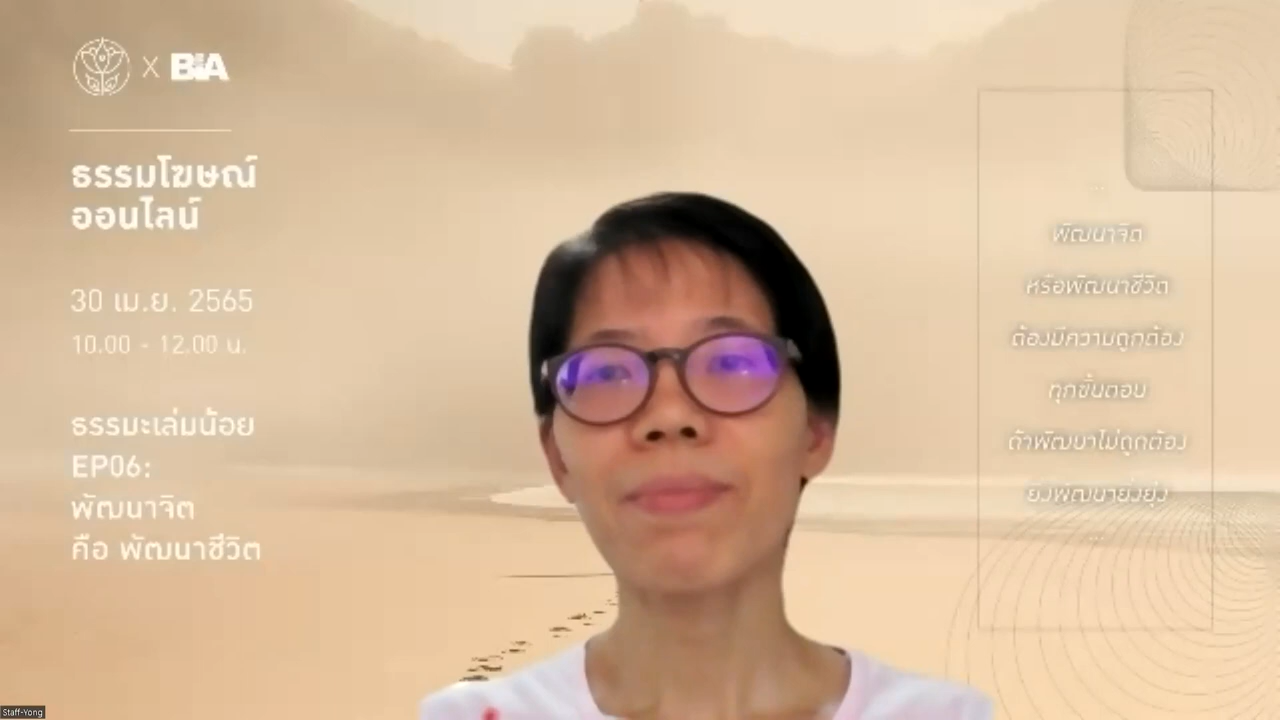 X BIA
ธรรมโฆษณ์
ออนไลน์
30 เม.ย. 2565
10.00 - 12.00 น.
ธรรมะเล่มน้อย
EP06:
พัฒนาจิต
คือ พัฒนาชีวิต
...
พัฒนาจิต
หรือพัฒนาชีวิต
ต้องมีความถูกต้อง
ทุกขั้นตอน
ถ้าพัฒนาไม่ถูกต้อง
ยิ่งพัฒนายิ่งยุ่ง
...
Staff-Yong